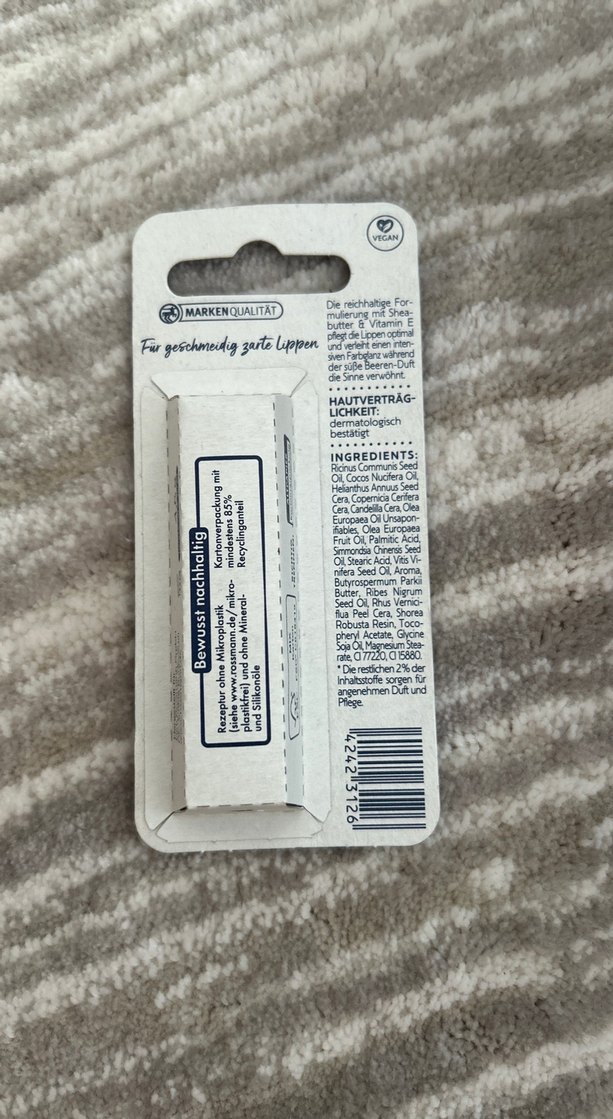 VEGAN
MARKENQUALITÄT
Für geschmeidig zarte Lippen
Die reichhaltige For-
mulierung mit Shea-
butter & Vitamin E
pflegt die Lippen optimal
und verleiht einen inten-
siven Farbglanz während
der süße Beeren-Duft
die Sinne verwöhnt.
HAUTVERTRÄG-
LICHKEIT:
dermatologisch
bestätigt
INGREDIENTS:
Ricinus Communis Seed
Oil, Cocos Nucifera Oil,
Helianthus Annuus Seed
Cera, Copernicia Cerifera
Cera, Candelilla Cera, Olea
Europaea Oil Unsapon-
ifiables, Olea Europaea
Fruit Oil, Palmitic Acid,
Simmondsia Chinensis Seed
Oil, Stearic Acid, Vitis Vi-
nifera Seed Oil, Aroma,
Butyrospermum Parkii
Butter, Ribes Nigrum
Seed Oil, Rhus Vernici-
flua Peel Cera, Shorea
Robusta Resin, Toco-
pheryl Acetate, Glycine
Soja Oil, Magnesium Stea-
rate, CI 77220, CI 15880.
* Die restlichen 2% der
Inhaltsstoffe sorgen für
angenehmen Duft und
Pflege.
Bewusst nachhaltig
Rezeptur ohne Mikroplastik
(siehe www.rossmann.de/mikro-
plastikfrei) und ohne Mineral-
und Silikonöle
Kartonverpackung mit
mindestens 85%
Recyclinganteil
4242 3126